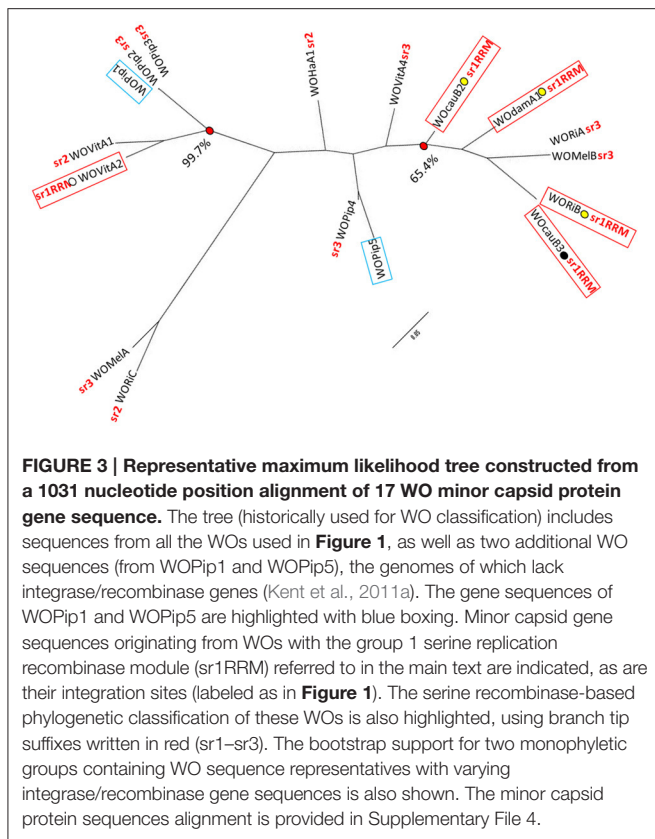 WOPip3sr3
WOPip2 sr3
WOPip1
sr2 WOVitA1
sr1RRM WOVitA2
99.7%
WOHaA1sr2
WOVitA4sr3
WOcauB2 sr1RRM
65.4%
WOdamA1 sr1RRM
WORiA sr3
WOMelBsr3
WORiB sr1RRM
WOcauB3 sr1RRM
sr3 WOPip4
WOPip5
sr3 WOMelA
sr2 WORiC
FIGURE 3 | Representative maximum likelihood tree constructed from
a 1031 nucleotide position alignment of 17 WO minor capsid protein
gene sequence. The tree (historically used for WO classification) includes
sequences from all the WOs used in Figure 1, as well as two additional WO
sequences (from WOPip1 and WOPip5), the genomes of which lack
integrase/recombinase genes (Kent et al., 2011a). The gene sequences of
WOPip1 and WOPip5 are highlighted with blue boxing. Minor capsid gene
sequences originating from WOs with the group 1 serine replication
recombinase module (sr1RRM) referred to in the main text are indicated, as are
their integration sites (labeled as in Figure 1). The serine recombinase-based
phylogenetic classification of these WOs is also highlighted, using branch tip
suffixes written in red (sr1–sr3). The bootstrap support for two monophyletic
groups containing WO sequence representatives with varying
integrase/recombinase gene sequences is also shown. The minor capsid
protein sequences alignment is provided in Supplementary File 4.